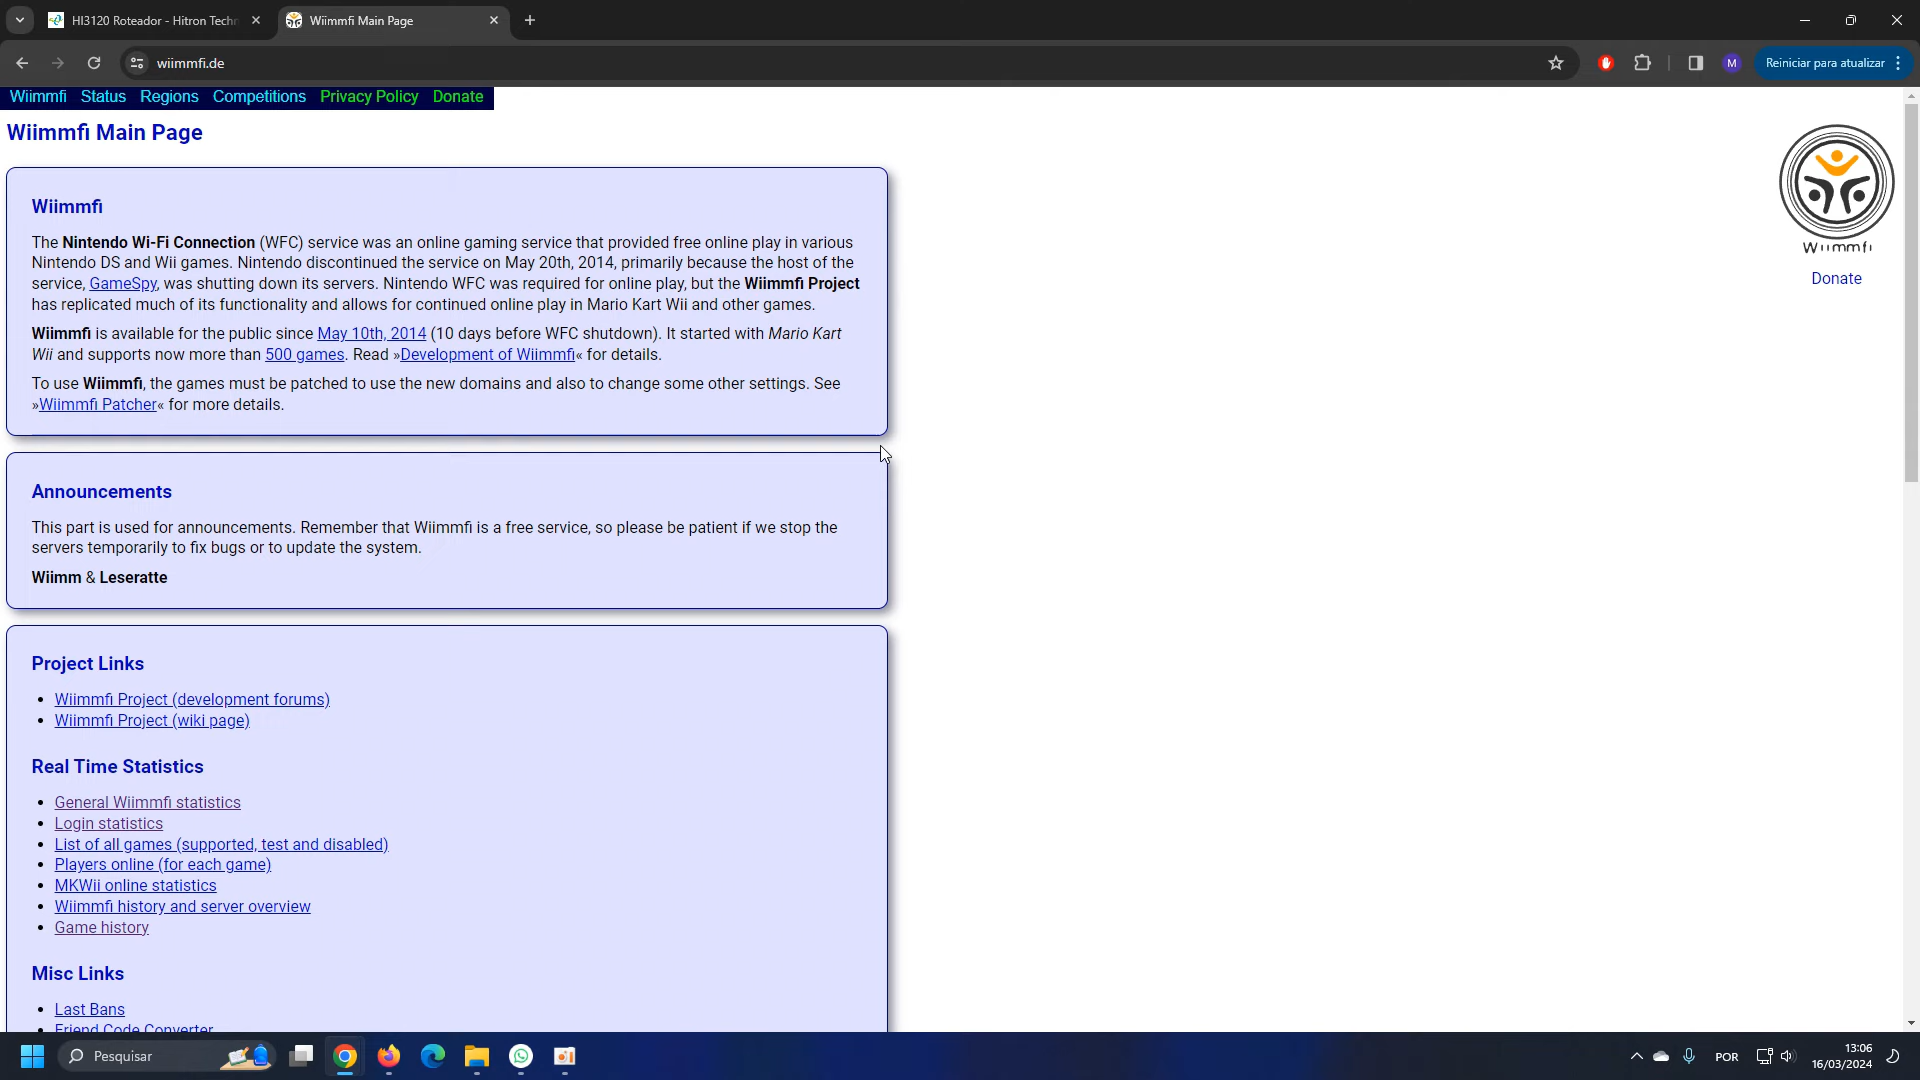 HI3120 Roteador - Hitron Techn
Wiimmfi Main Page
wiimmfi.de
M
Reiniciar para atualizar
Wiimmfi Status Regions Competitions Privacy Policy Donate
Wiimmfi Main Page
Wiimmfi
Donate
Wiimmfi
The Nintendo Wi-Fi Connection (WFC) service was an online gaming service that provided free online play in various
Nintendo DS and Wii games. Nintendo discontinued the service on May 20th, 2014, primarily because the host of the
service, GameSpy, was shutting down its servers. Nintendo WFC was required for online play, but the Wiimmfi Project
has replicated much of its functionality and allows for continued online play in Mario Kart Wii and other games.
Wiimmfi is available for the public since May 10th, 2014 (10 days before WFC shutdown). It started with Mario Kart
Wii and supports now more than 500 games. Read »Development of Wiimmfi« for details.
To use Wiimmfi, the games must be patched to use the new domains and also to change some other settings. See
»Wiimmfi Patcher« for more details.
Announcements
This part is used for announcements. Remember that Wiimmfi is a free service, so please be patient if we stop the
servers temporarily to fix bugs or to update the system.
Wiimm & Leseratte
Project Links
Wiimmfi Project (development forums)
Wiimmfi Project (wiki page)
Real Time Statistics
General Wiimmfi statistics
Login statistics
List of all games (supported, test and disabled)
Players online (for each game)
MKWii online statistics
Wiimmfi history and server overview
Game history
Misc Links
Last Bans
Friend Code Converter
Pesquisar
POR
13:06
16/03/2024